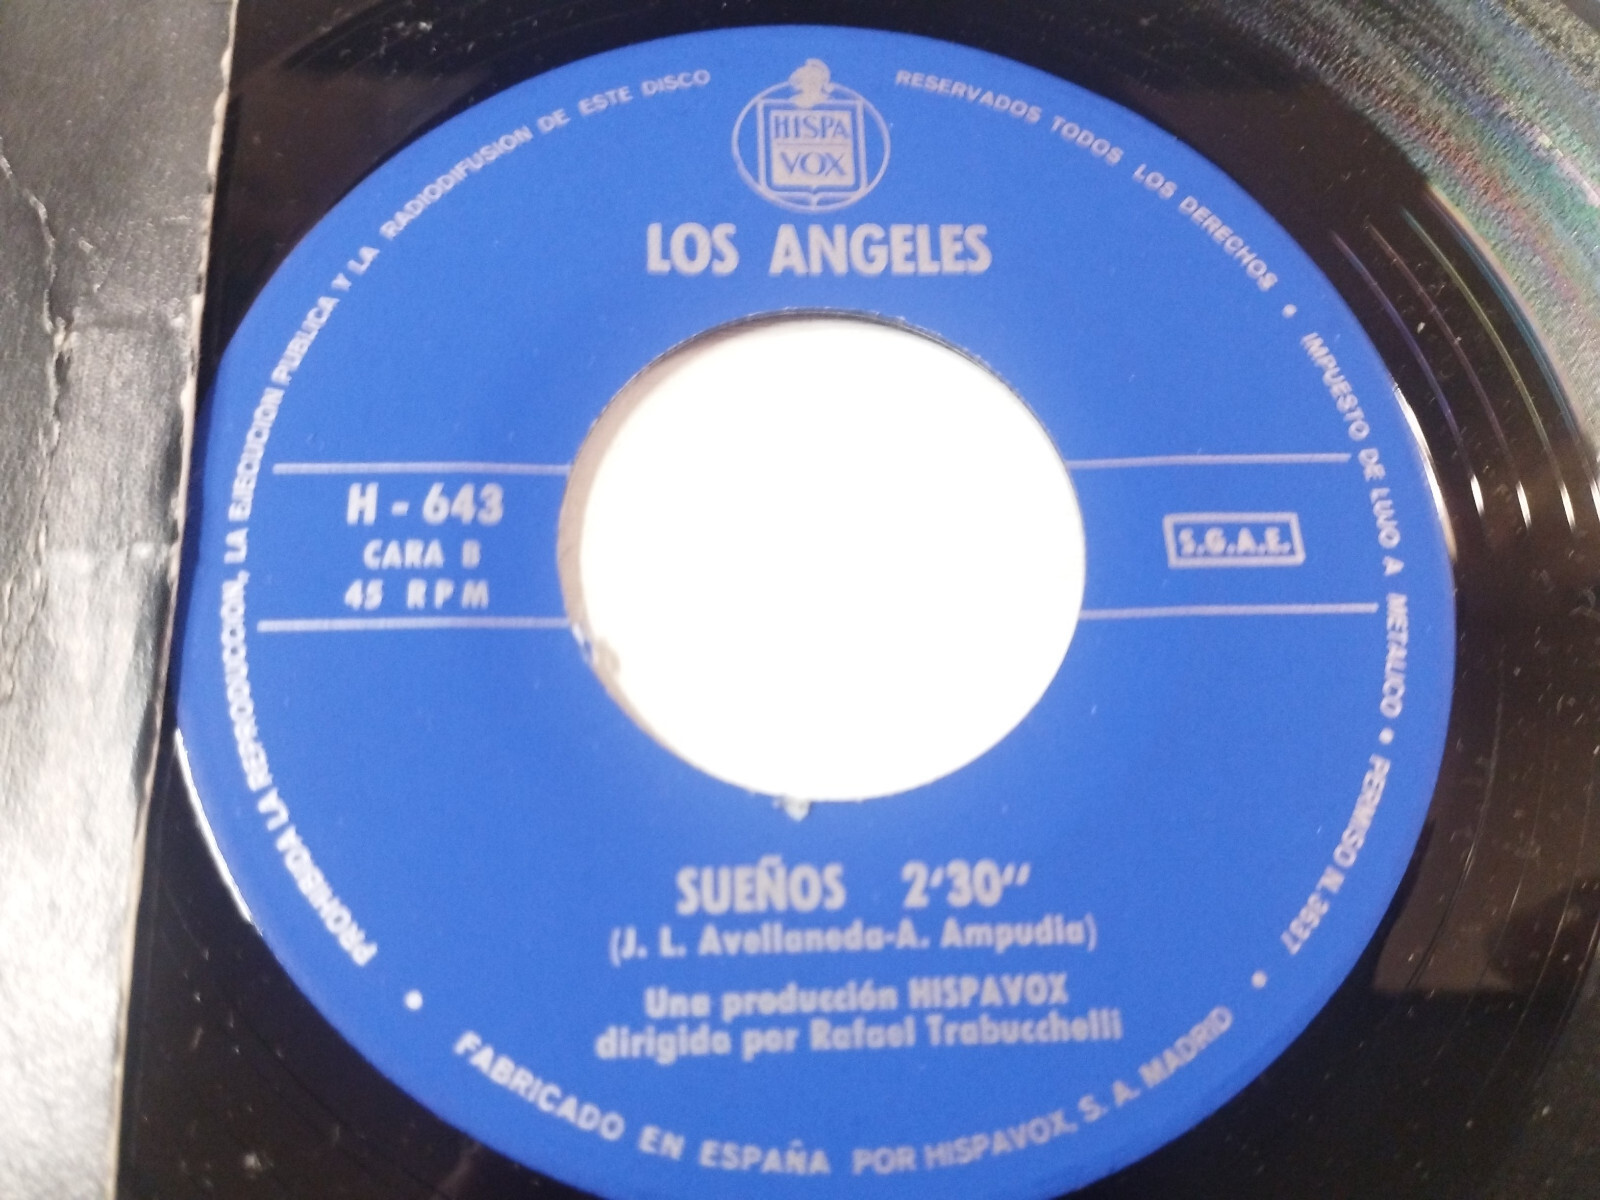 HISPA
VOX
LOS ANGELES
H - 643
CARA B
45 RPM
S.G.A.E.
SUEÑOS 2'30"
(J. L. Avellaneda-A. Ampudia)
Una producción HISPAVOX
dirigida por Rafael Trabucchelli
PROHIBIDA LA REPRODUCCION, LA EJECUCION PUBLICA Y LA RADIODIFUSION DE ESTE DISCO
RESERVADOS TODOS LOS DERECHOS • IMPUESTO DE LUJO A METALICO • PERMISO N. 3637 •
• FABRICADO EN ESPAÑA POR HISPAVOX, S. A. MADRID